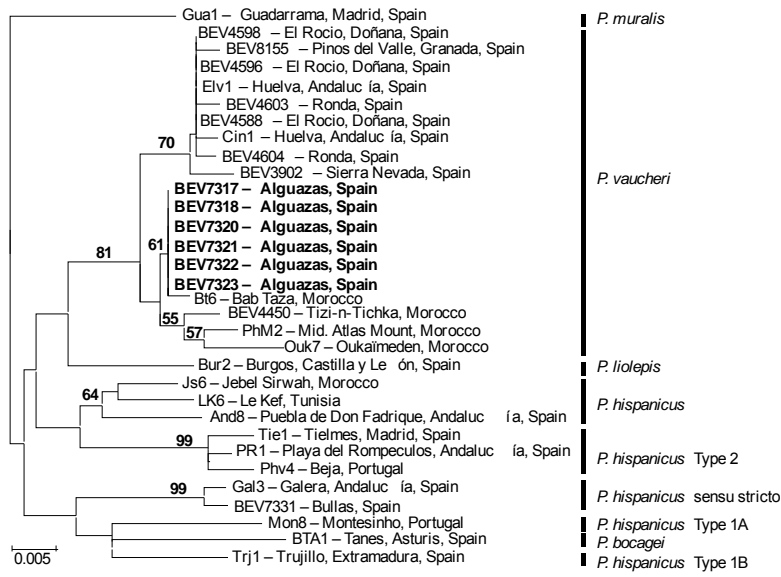 Gua1 – Guadarrama, Madrid, Spain
P. muralis
BEV4598 – El Rocio, Doñana, Spain
BEV8155 – Pinos del Valle, Granada, Spain
BEV4596 – El Rocio, Doñana, Spain
Elv1 – Huelva, Andaluc ía, Spain
BEV4603 – Ronda, Spain
BEV4588 – El Rocio, Doñana, Spain
Cin1 – Huelva, Andaluc ía, Spain
70
BEV4604 – Ronda, Spain
BEV3902 – Sierra Nevada, Spain
P. vaucheri
BEV7317 – Alguazas, Spain
BEV7318 – Alguazas, Spain
BEV7320 – Alguazas, Spain
61
BEV7321 – Alguazas, Spain
81
BEV7322 – Alguazas, Spain
BEV7323 – Alguazas, Spain
Bt6 – Bab Taza, Morocco
BEV4450 – Tizi-n-Tichka, Morocco
55
PhM2 – Mid. Atlas Mount, Morocco
57
Ouk7 – Oukaïmeden, Morocco
Bur2 – Burgos, Castilla y Le ón, Spain
P. liolepis
Js6 – Jebel Sirwah, Morocco
64
LK6 – Le Kef, Tunisia
P. hispanicus
And8 – Puebla de Don Fadrique, Andaluc ía, Spain
Tie1 – Tielmes, Madrid, Spain
99
PR1 – Playa del Rompeculos, Andaluc ía, Spain
P. hispanicus Type 2
Phv4 – Beja, Portugal
Gal3 – Galera, Andaluc ía, Spain
99
P. hispanicus sensu stricto
BEV7331 – Bullas, Spain
Mon8 – Montesinho, Portugal
P. hispanicus Type 1A
BTA1 – Tanes, Asturis, Spain
P. bocagei
Trj1 – Trujillo, Extramadura, Spain
P. hispanicus Type 1B
0.005